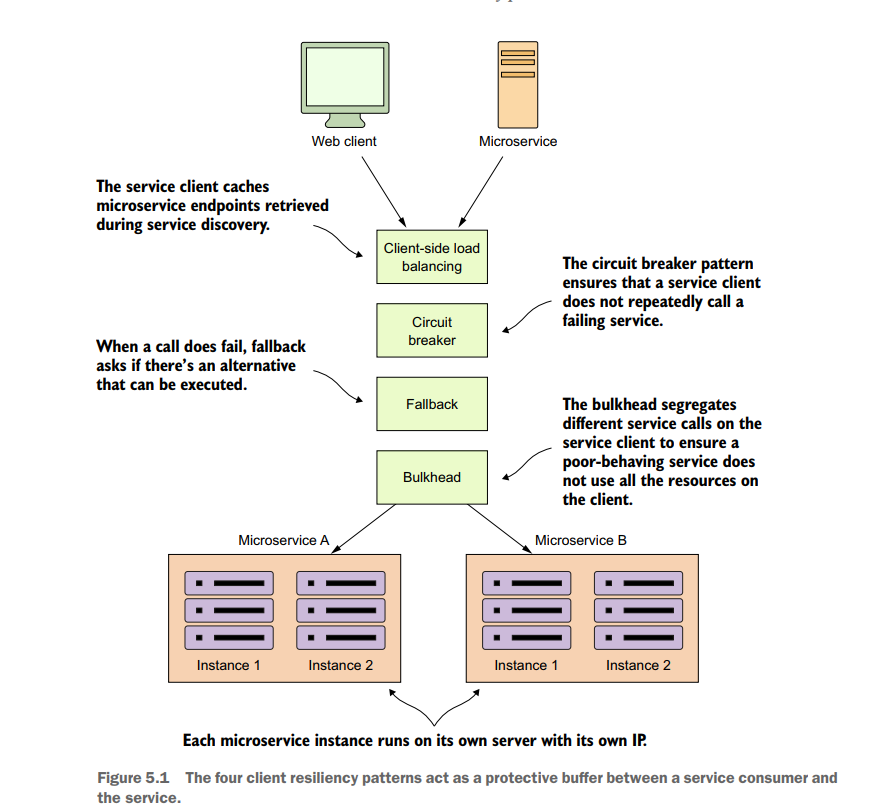 Web client
Microservice
The service client caches
microservice endpoints retrieved
during service discovery.
Client-side load
balancing
The circuit breaker pattern
ensures that a service client
does not repeatedly call a
failing service.
Circuit
breaker
When a call does fail, fallback
asks if there's an alternative
that can be executed.
Fallback
The bulkhead segregates
different service calls on the
service client to ensure a
poor-behaving service does
not use all the resources on
the client.
Bulkhead
Microservice A
Microservice B
Instance 1
Instance 2
Instance 1
Instance 2
Each microservice instance runs on its own server with its own IP.
Figure 5.1 The four client resiliency patterns act as a protective buffer between a service consumer and
the service.